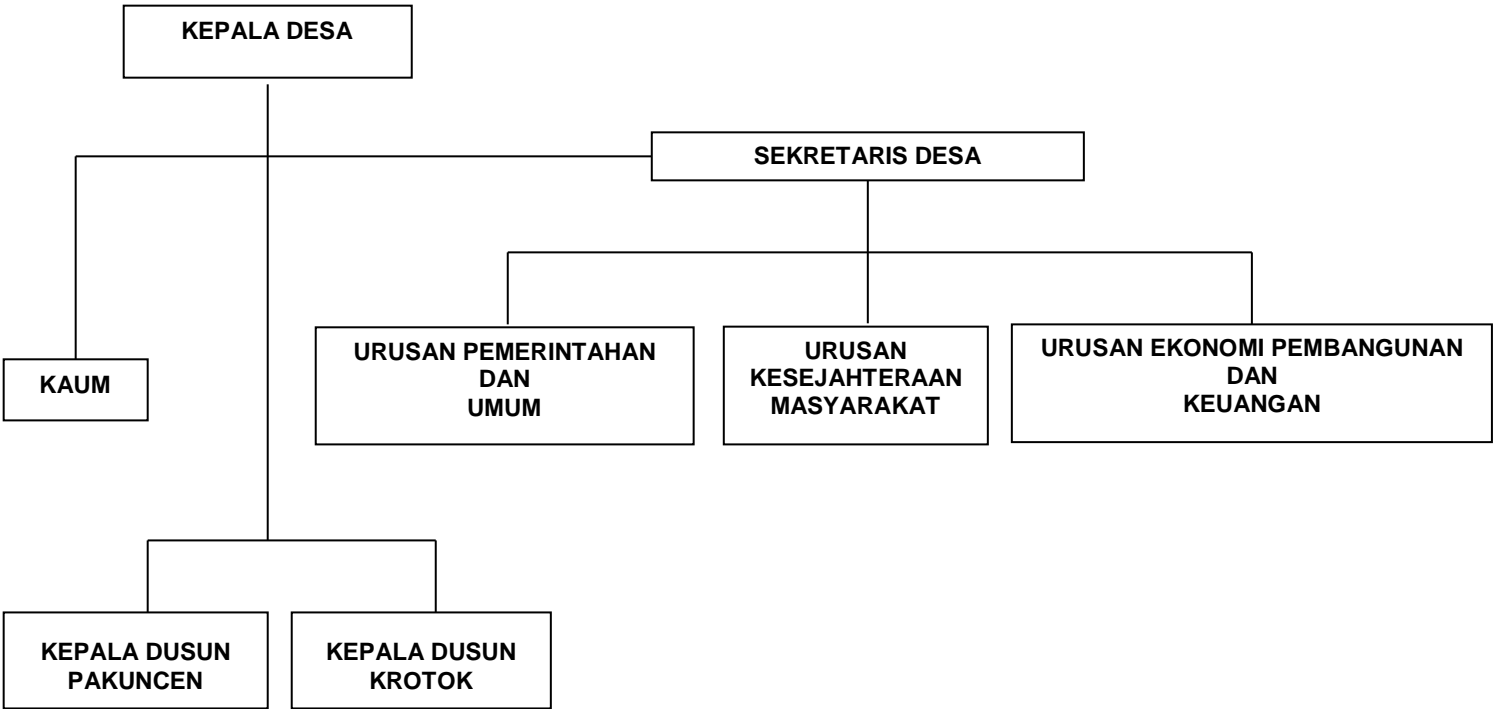 KEPALA DESA
SEKRETARIS DESA
KAUM
URUSAN PEMERINTAHAN
DAN
UMUM
URUSAN
KESEJAHTERAAN
MASYARAKAT
URUSAN EKONOMI PEMBANGUNAN
DAN
KEUANGAN
KEPALA DUSUN
PAKUNCEN
KEPALA DUSUN
KROTOK